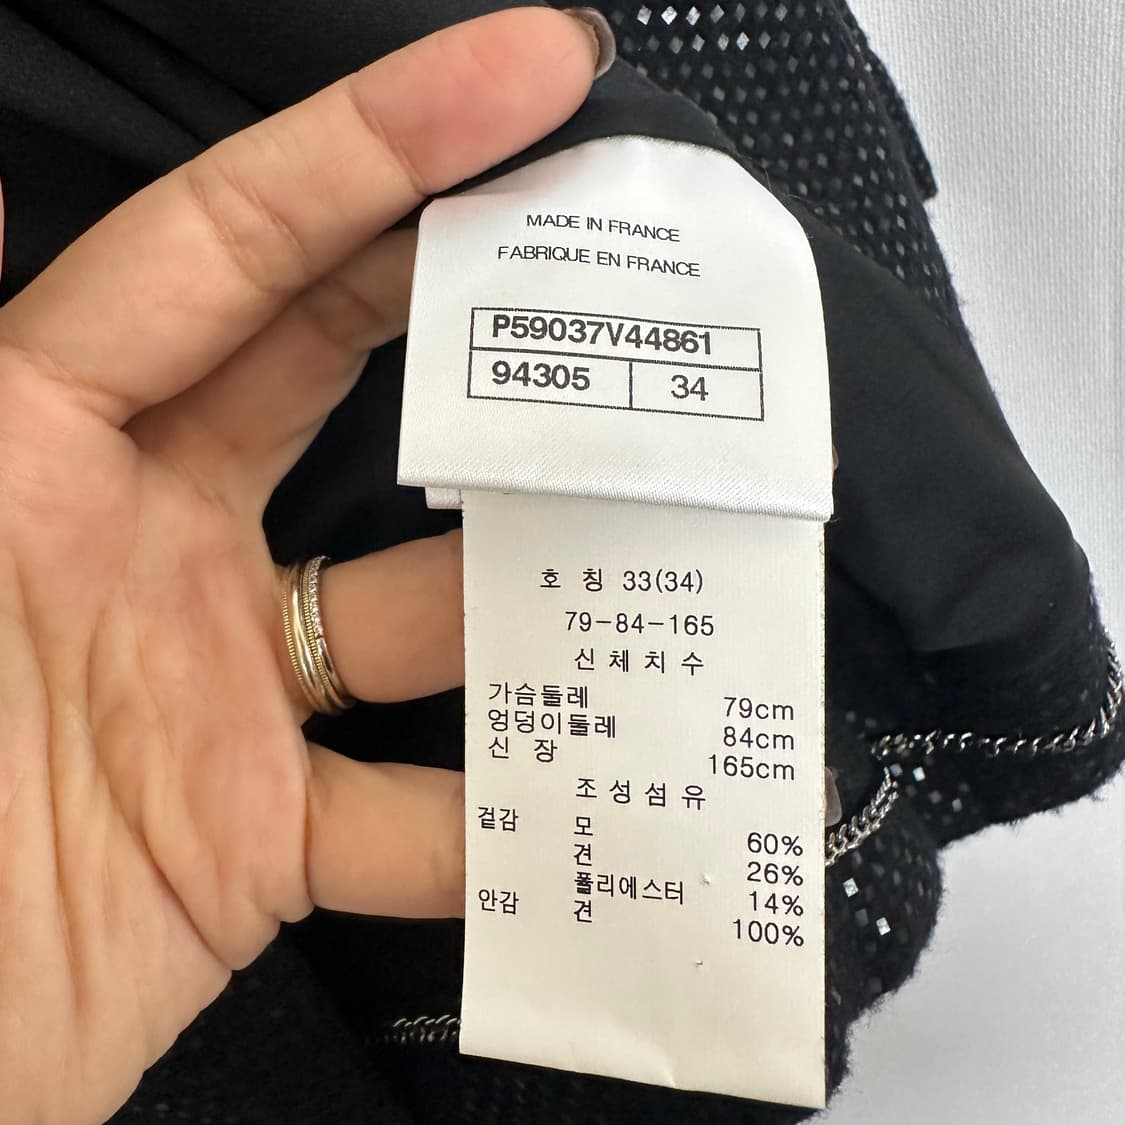 MADE IN FRANCE
FABRIQUE EN FRANCE
P59037V44861
94305 34
호 칭 33(34)
79-84-165
신 체 치 수
가슴둘레 79cm
엉덩이둘레 84cm
신 장 165cm
조 성 섬 유
겉감 모 60%
견 26%
폴리에스터 14%
안감 견 100%